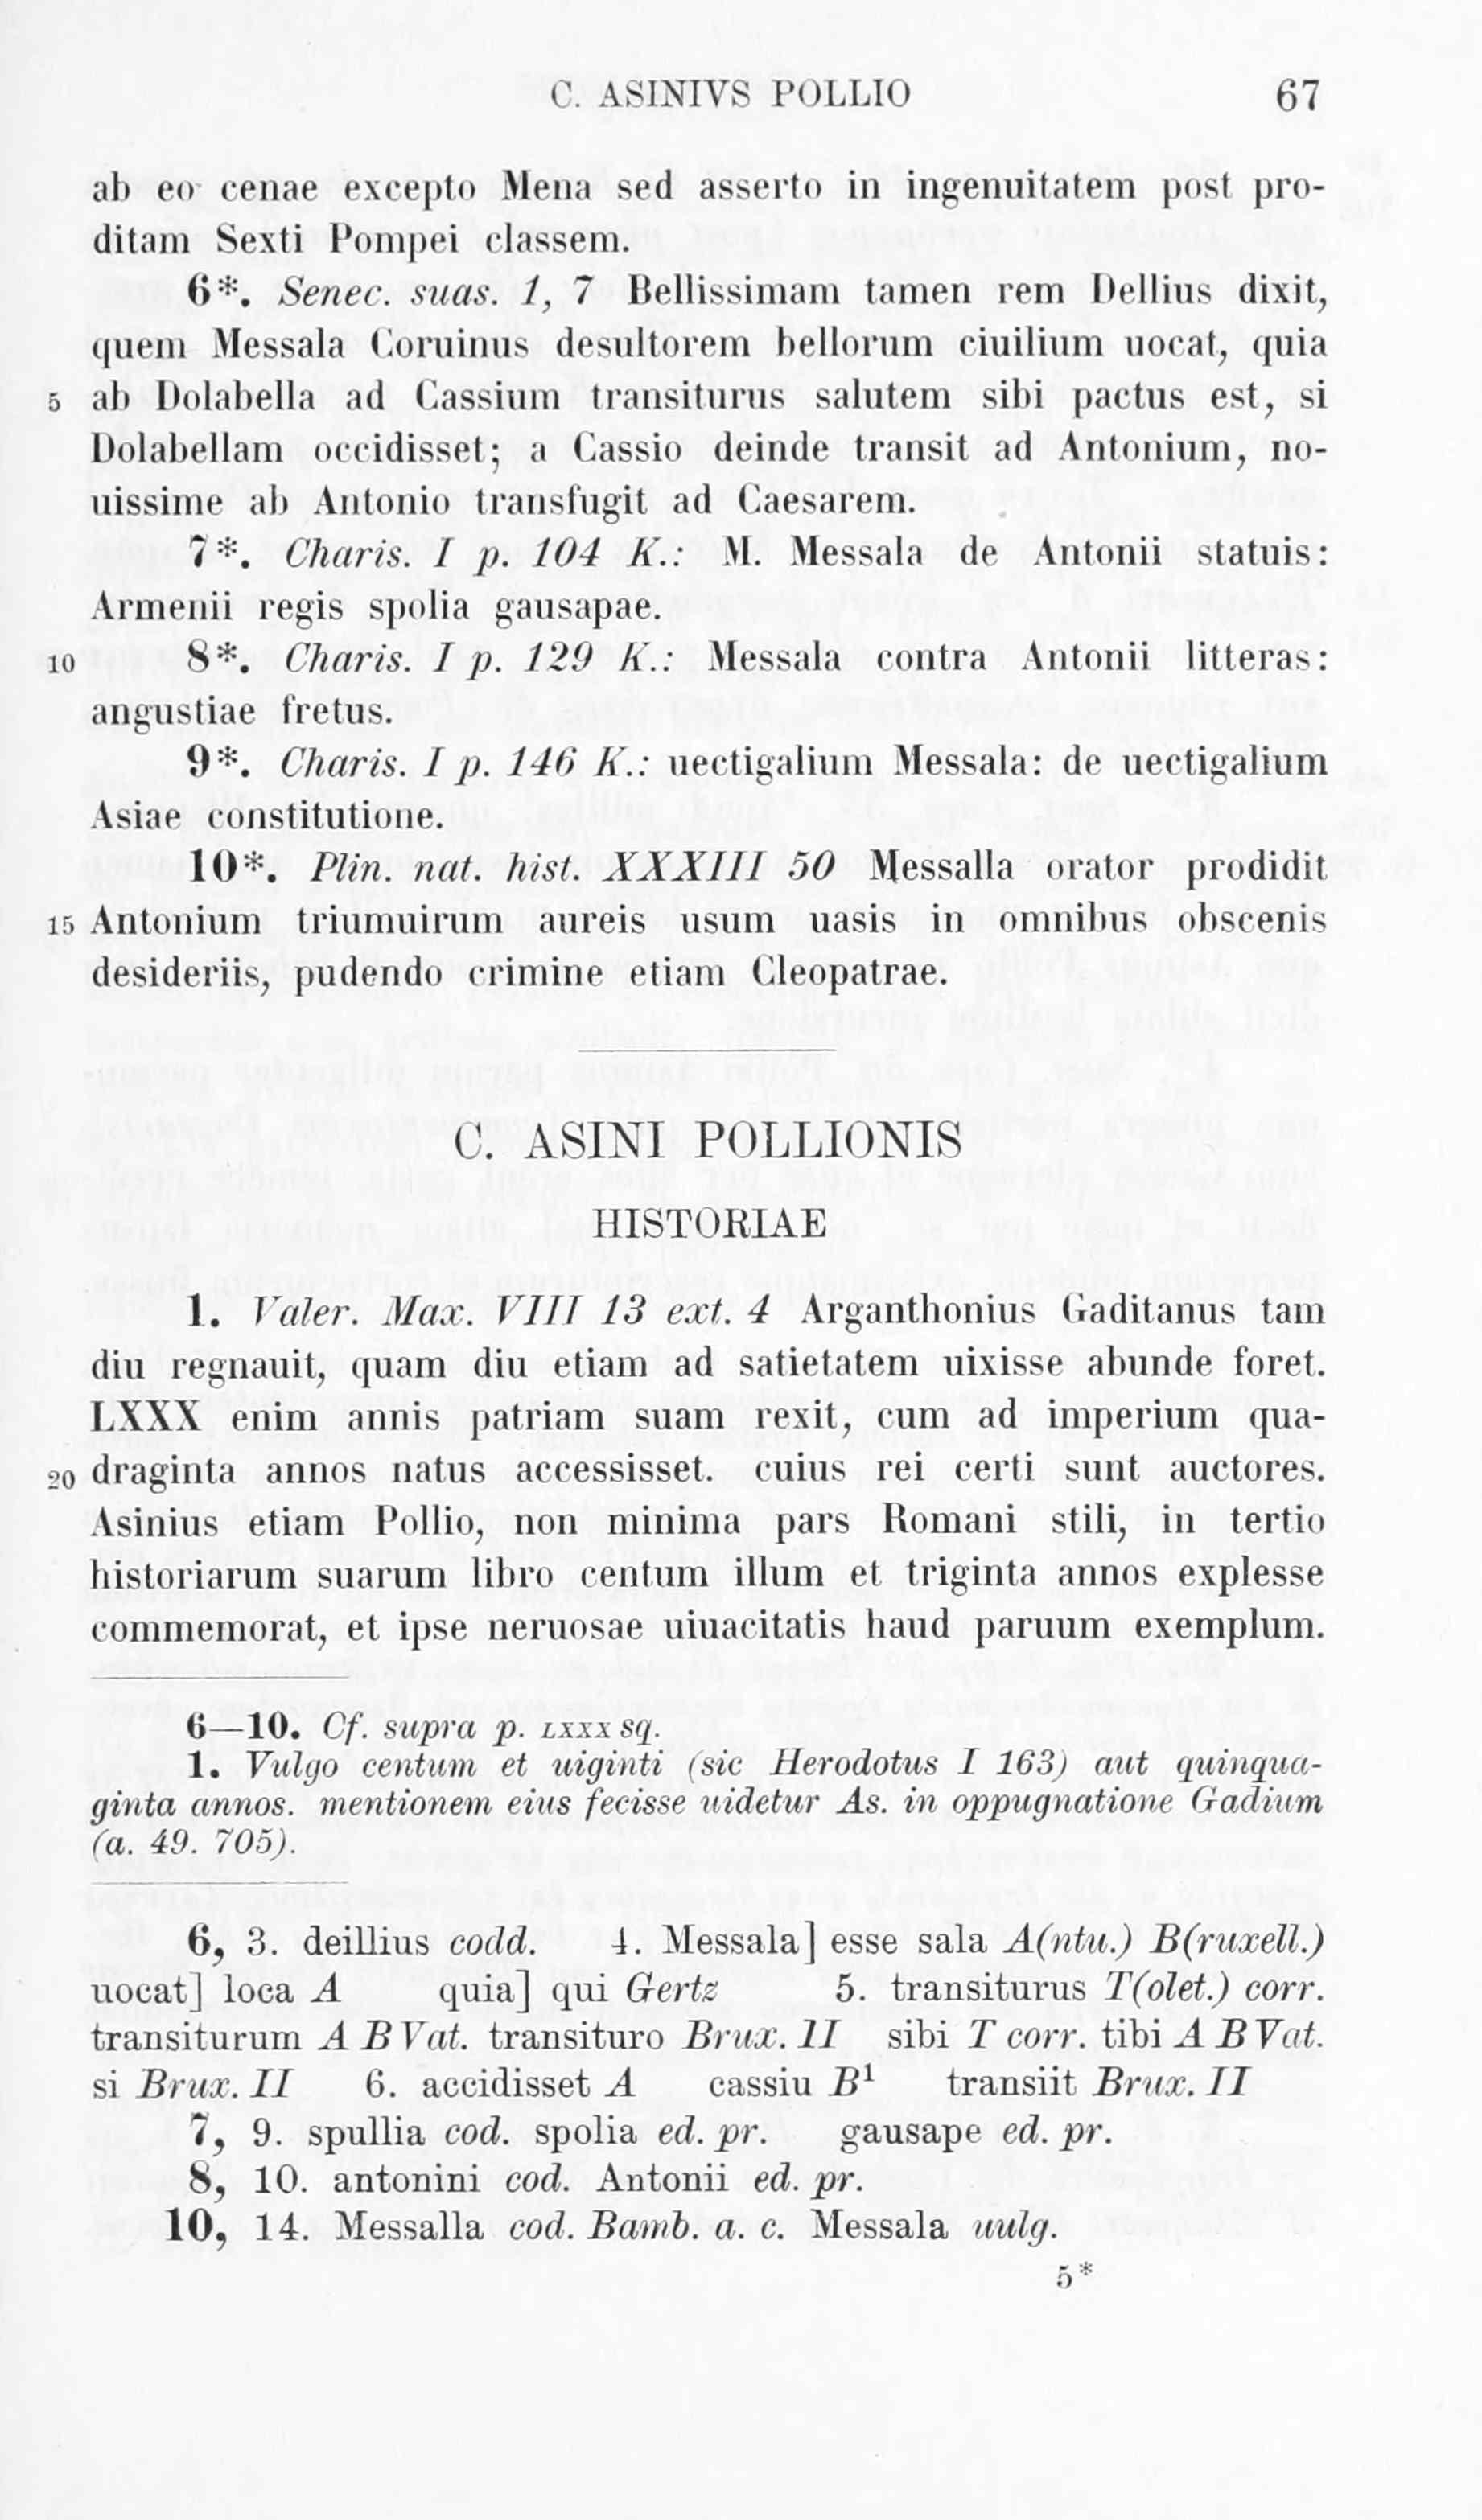 C. ASINIVS POLLIO 67
ab eo cenae excepto Mena sed asserto in ingenuitatem post pro-
ditam Sexti Pompei classem.
6*. Senec. suas. 1, 7 Bellissimam tamen rem Dellius dixit,
quem Messala Coruinus desultorem bellorum ciuilium uocat, quia
5 ab Dolabella ad Cassium transiturus salutem sibi pactus est, si
Dolabellam occidisset; a Cassio deinde transit ad Antonium, no-
uissime ab Antonio transfugit ad Caesarem.
7*. Charis. I p. 104 K.: M. Messala de Antonii statuis:
Armenii regis spolia gausapae.
10 8*. Charis. I p. 129 K.: Messala contra Antonii litteras:
angustiae fretus.
9*. Charis. I p. 146 K.: uectigalium Messala: de uectigalium
Asiae constitutione.
10*. Plin. nat. hist. XXXIII 50 Messalla orator prodidit
15 Antonium triumuirum aureis usum uasis in omnibus obscenis
desideriis, pudendo crimine etiam Cleopatrae.
C. ASINI POLLIONIS
HISTORIAE
1. Valer. Max. VIII 13 ext. 4 Arganthonius Gaditanus tam
diu regnauit, quam diu etiam ad satietatem uixisse abunde foret.
LXXX enim annis patriam suam rexit, cum ad imperium qua-
20 draginta annos natus accessisset. cuius rei certi sunt auctores.
Asinius etiam Pollio, non minima pars Romani stili, in tertio
historiarum suarum libro centum illum et triginta annos explesse
commemorat, et ipse neruosae uiuacitatis haud paruum exemplum.
6—10. Cf. supra p. LXXX sq.
1. Vulgo centum et uiginti (sic Herodotus I 163) aut quinqua-
ginta annos. mentionem eius fecisse uidetur As. in oppugnatione Gadium
(a. 49. 705).
6, 3. deillius codd. 4. Messala] esse sala A(ntu.) B(ruxell.)
uocat] loca A quia] qui Gertz 5. transiturus T(olet.) corr.
transiturum A B Vat. transituro Brux. II sibi T corr. tibi A B Vat.
si Brux. II 6. accidisset A cassiu B¹ transiit Brux. II
7, 9. spullia cod. spolia ed. pr. gausape ed. pr.
8, 10. antonini cod. Antonii ed. pr.
10, 14. Messalla cod. Bamb. a. c. Messala uulg.
5*